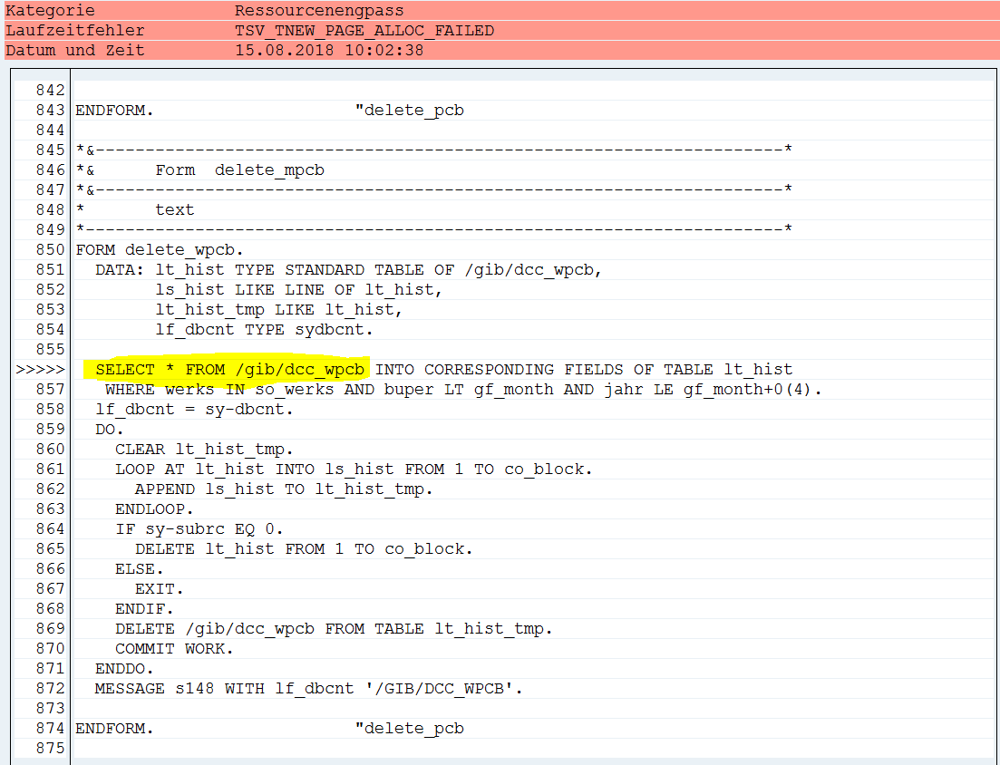 Kategorie                Ressourcenengpass
Laufzeitfehler           TSV_TNEW_PAGE_ALLOC_FAILED
Datum und Zeit           15.08.2018 10:02:38
842
843 ENDFORM.                    "delete_pcb
844
845 *&---------------------------------------------------------------------*
846 *&      Form  delete_mpcb
847 *&---------------------------------------------------------------------*
848 *       text
849 *----------------------------------------------------------------------*
850 FORM delete_wpcb.
851   DATA: lt_hist TYPE STANDARD TABLE OF /gib/dcc_wpcb,
852         ls_hist LIKE LINE OF lt_hist,
853         lt_hist_tmp LIKE lt_hist,
854         lf_dbcnt TYPE sydbcnt.
855
>>>>>   SELECT * FROM /gib/dcc_wpcb INTO CORRESPONDING FIELDS OF TABLE lt_hist
857    WHERE werks IN so_werks AND buper LT gf_month AND jahr LE gf_month+0(4).
858   lf_dbcnt = sy-dbcnt.
859   DO.
860     CLEAR lt_hist_tmp.
861     LOOP AT lt_hist INTO ls_hist FROM 1 TO co_block.
862       APPEND ls_hist TO lt_hist_tmp.
863     ENDLOOP.
864     IF sy-subrc EQ 0.
865       DELETE lt_hist FROM 1 TO co_block.
866     ELSE.
867       EXIT.
868     ENDIF.
869     DELETE /gib/dcc_wpcb FROM TABLE lt_hist_tmp.
870     COMMIT WORK.
871   ENDDO.
872   MESSAGE s148 WITH lf_dbcnt '/GIB/DCC_WPCB'.
873
874 ENDFORM.                    "delete_pcb
875